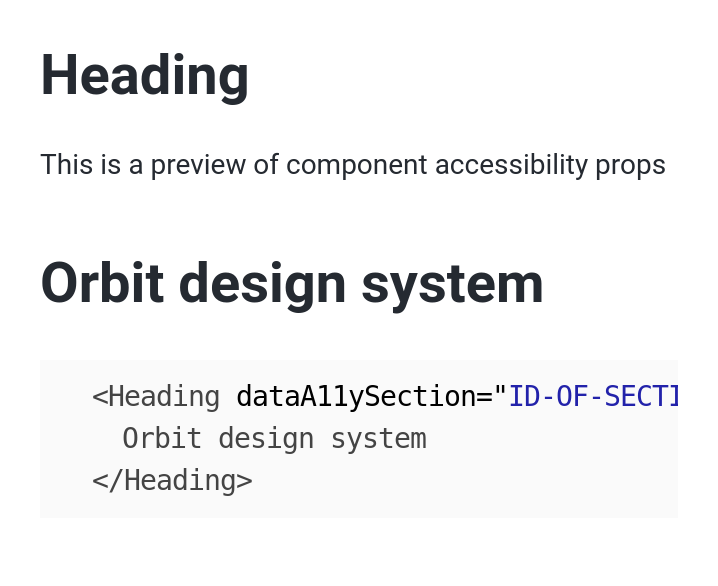 Heading
This is a preview of component accessibility props
Orbit design system
<Heading dataA11ySection="ID-OF-SECTI
Orbit design system
</Heading>